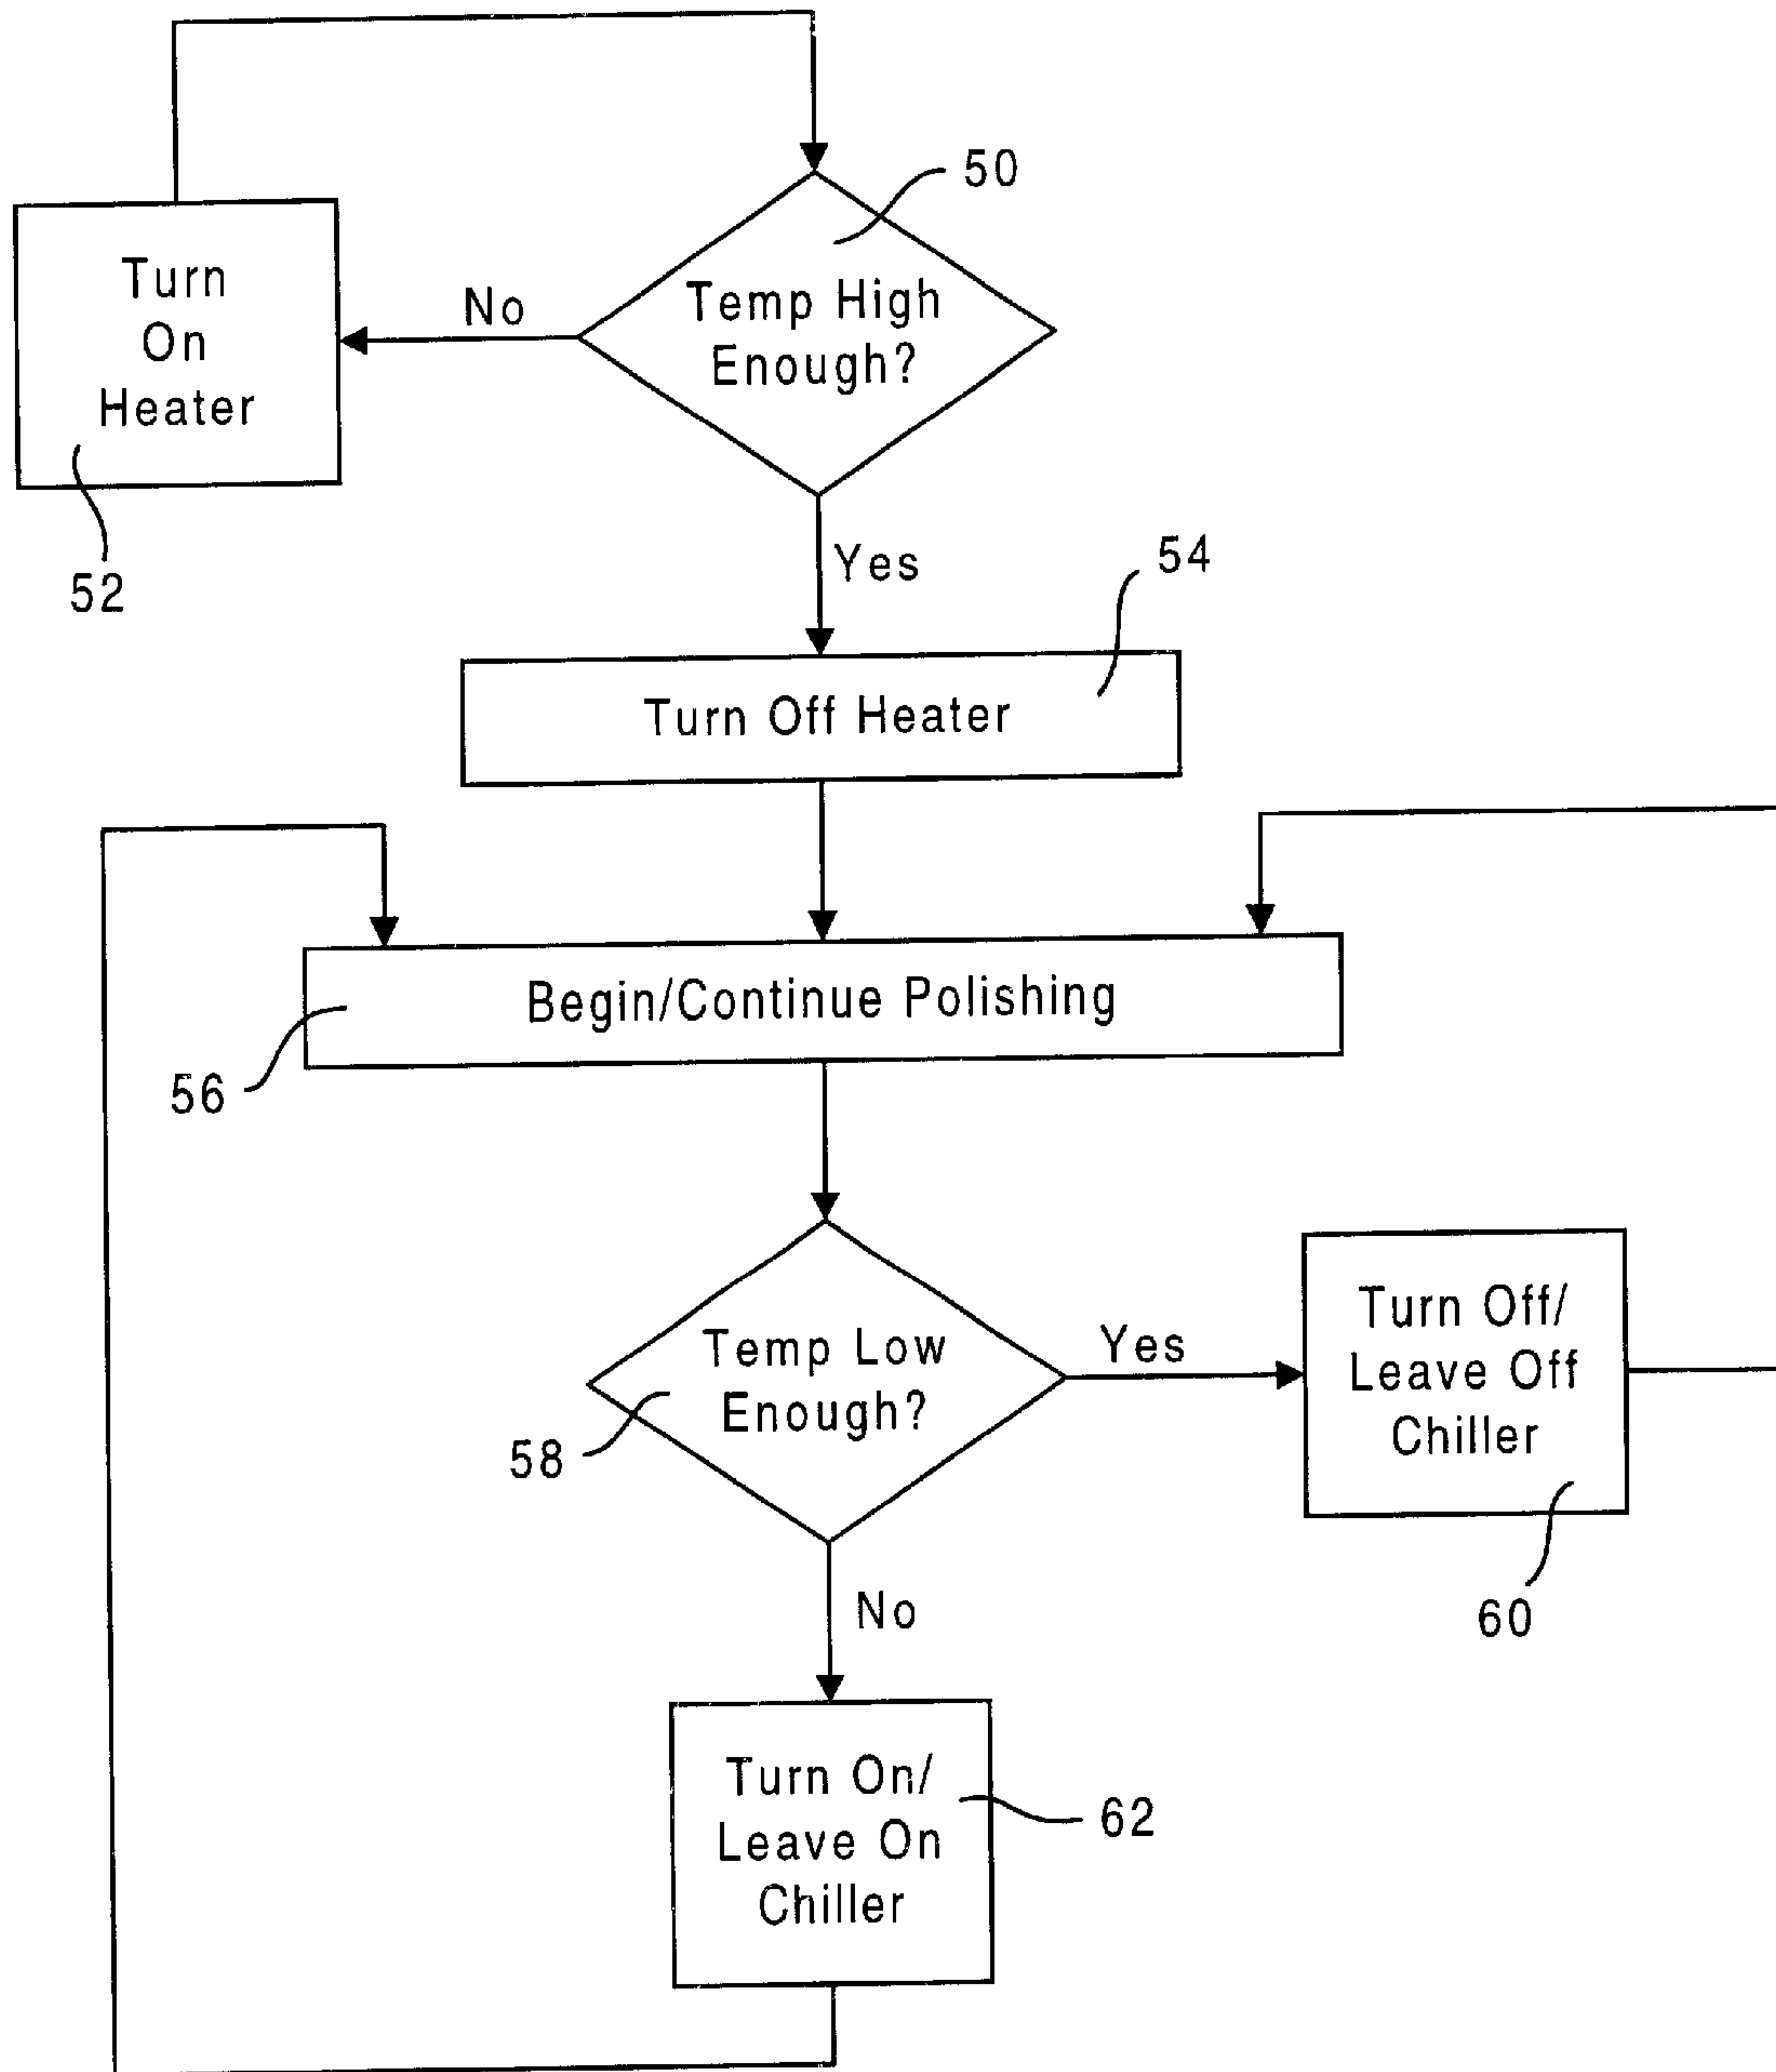 50
Temp High
Enough?
No
Turn
On
Heater
52
Yes
54
Turn Off Heater
Begin/Continue Polishing
56
Temp Low
Enough?
58
Yes
Turn Off/
Leave Off
Chiller
60
No
Turn On/
Leave On
Chiller
62